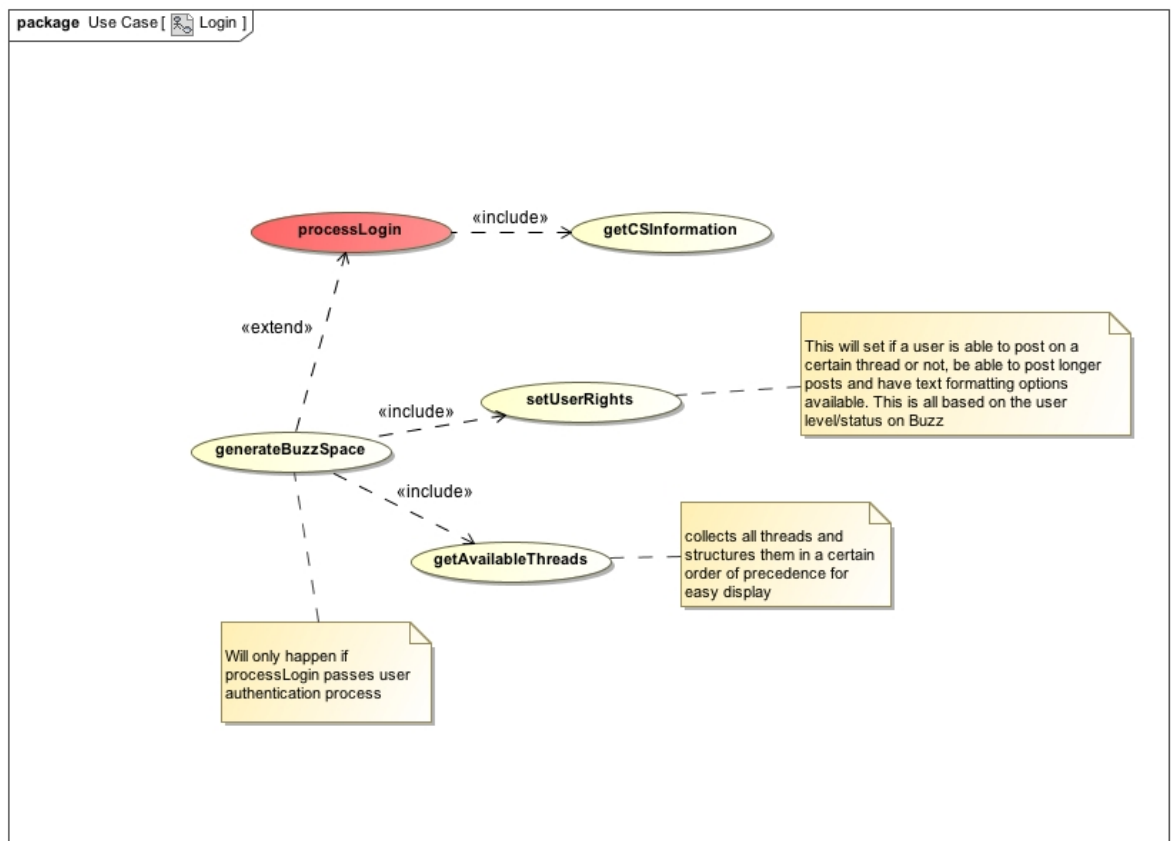 package Use Case [ Login ]
processLogin
«include»
getCSInformation
«extend»
This will set if a user is able to post on a
certain thread or not, be able to post longer
posts and have text formatting options
available. This is all based on the user
level/status on Buzz
setUserRights
«include»
generateBuzzSpace
«include»
getAvailableThreads
collects all threads and
structures them in a certain
order of precedence for
easy display
Will only happen if
processLogin passes user
authentication process